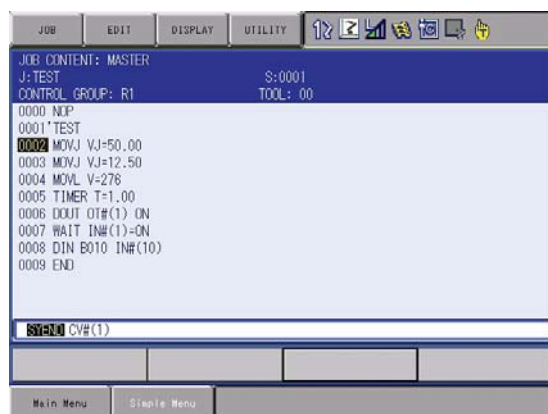 JOB EDIT DISPLAY UTILITY
JOB CONTENT: MASTER
J:TEST S:0001
CONTROL GROUP: R1 TOOL: 00
0000 NOP
0001'TEST
0002 MOVJ VJ=50.00
0003 MOVJ VJ=12.50
0004 MOVL V=276
0005 TIMER T=1.00
0006 DOUT OT#(1) ON
0007 WAIT IN#(1)=ON
0008 DIN B010 IN#(10)
0009 END
SYEND CV#(1)
Main Menu Simple Menu